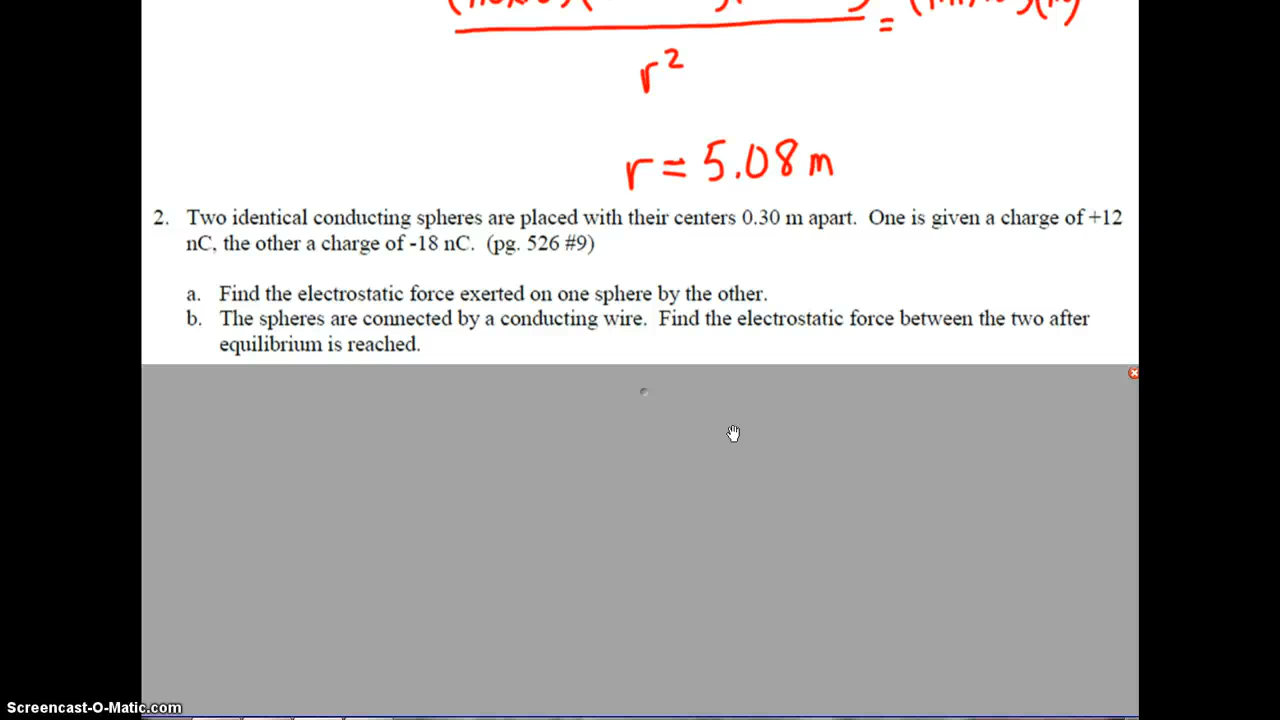 r²
r = 5.08 m
2. Two identical conducting spheres are placed with their centers 0.30 m apart. One is given a charge of +12
nC, the other a charge of -18 nC. (pg. 526 #9)
a. Find the electrostatic force exerted on one sphere by the other.
b. The spheres are connected by a conducting wire. Find the electrostatic force between the two after
equilibrium is reached.
Screencast-O-Matic.com